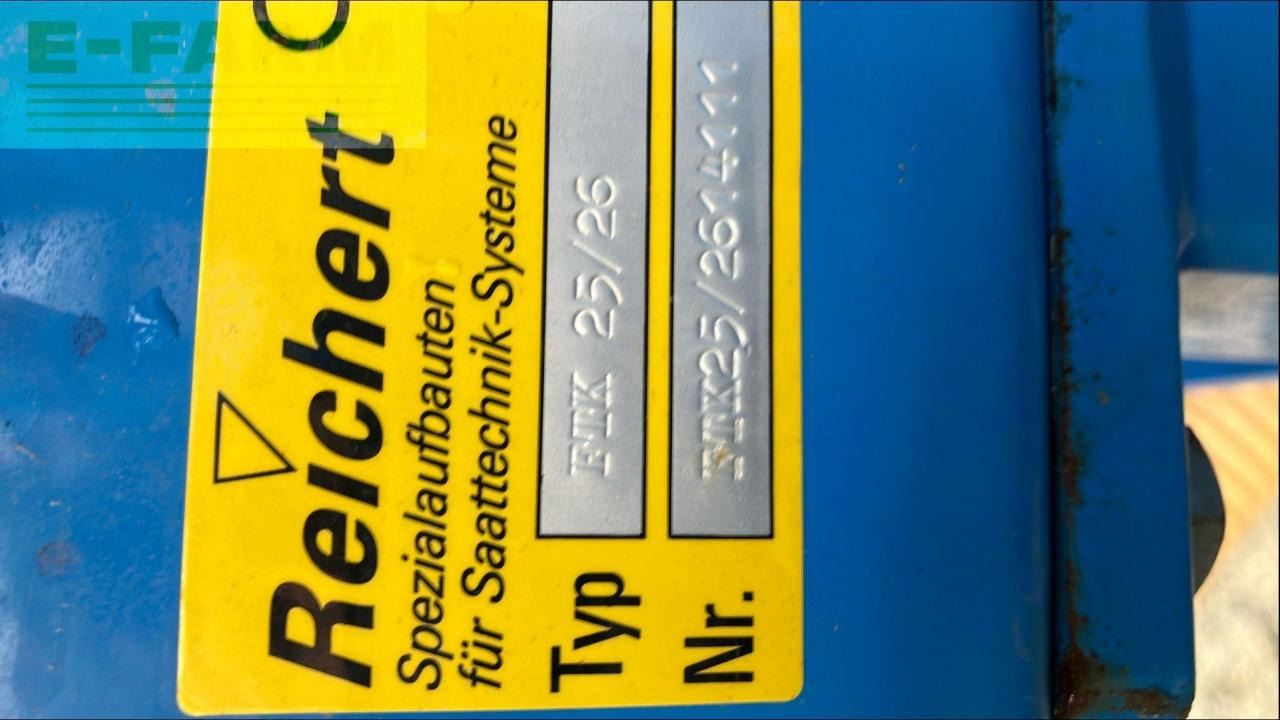 E-FARM
Reichert
Spezialaufbauten
für Saattechnik-Systeme
Typ FTK 25/26
Nr. FTK25/2614111